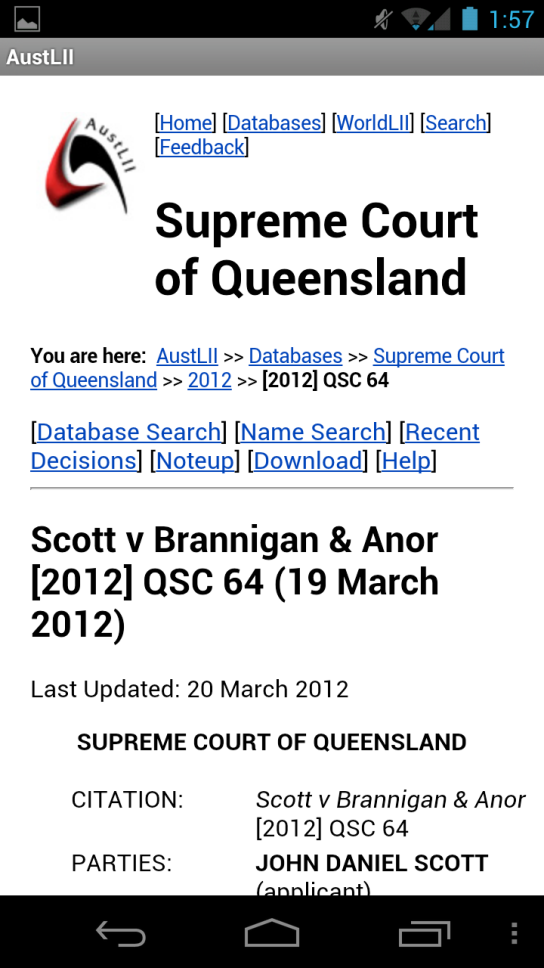 1:57
AustLII
AustLII
[Home] [Databases] [WorldLII] [Search]
[Feedback]
Supreme Court
of Queensland
You are here: AustLII >> Databases >> Supreme Court
of Queensland >> 2012 >> [2012] QSC 64
[Database Search] [Name Search] [Recent
Decisions] [Noteup] [Download] [Help]
Scott v Brannigan & Anor
[2012] QSC 64 (19 March
2012)
Last Updated: 20 March 2012
SUPREME COURT OF QUEENSLAND
CITATION: Scott v Brannigan & Anor
[2012] QSC 64
PARTIES: JOHN DANIEL SCOTT
(applicant)